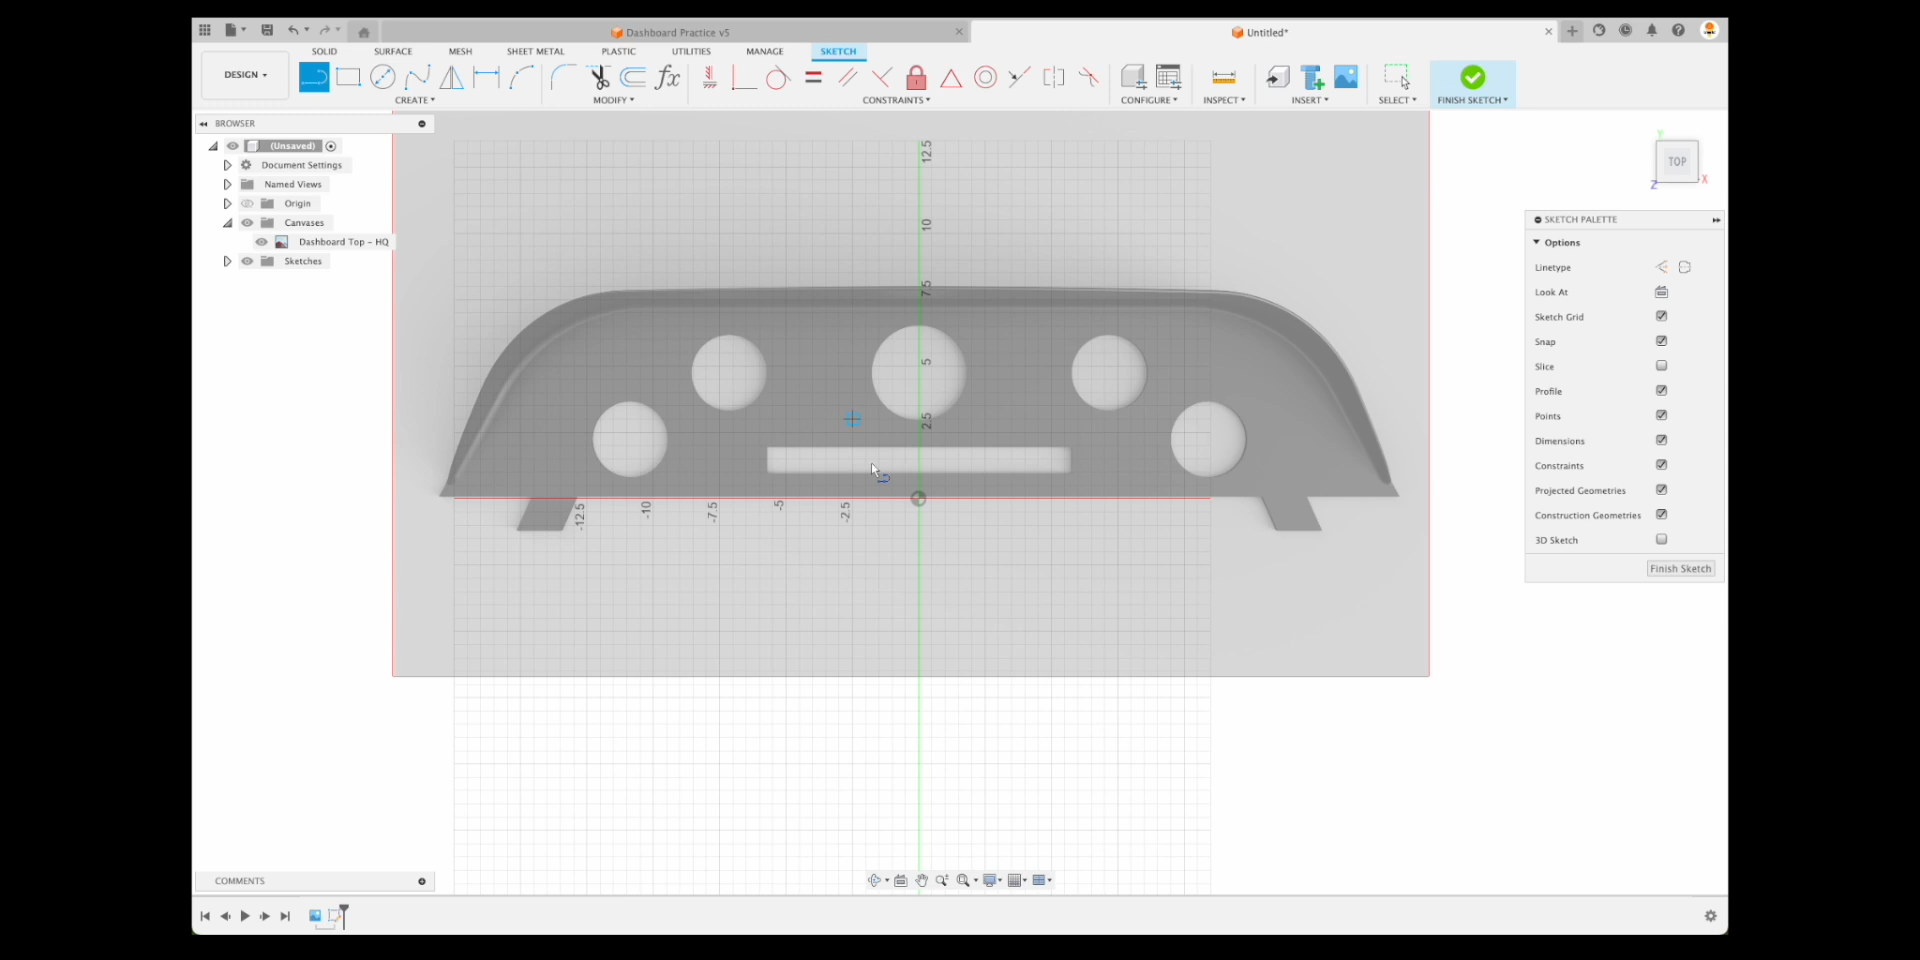 Dashboard Practice v5
Untitled*
DESIGN
SOLID SURFACE MESH SHEET METAL PLASTIC UTILITIES MANAGE SKETCH
fx
CREATE MODIFY CONSTRAINTS CONFIGURE INSPECT INSERT SELECT FINISH SKETCH
BROWSER
(Unsaved)
Document Settings
Named Views
Origin
Canvases
Dashboard Top - HQ
Sketches
12.5
10
7.5
5
2.5
-12.5
-10
-7.5
-5
-2.5
TOP
Y
Z
X
SKETCH PALETTE
Options
Linetype
Look At
Sketch Grid
Snap
Slice
Profile
Points
Dimensions
Constraints
Projected Geometries
Construction Geometries
3D Sketch
Finish Sketch
COMMENTS